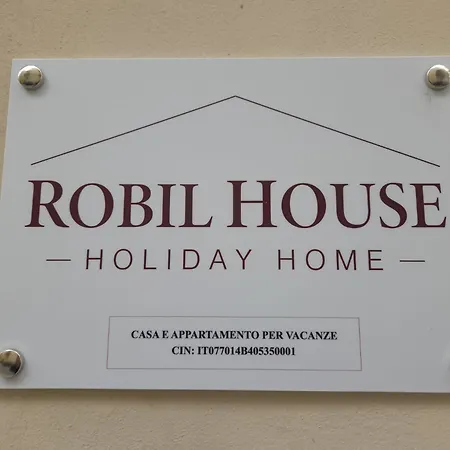 ROBIL HOUSE
— HOLIDAY HOME —
CASA E APPARTAMENTO PER VACANZE
CIN: IT077014B405350001